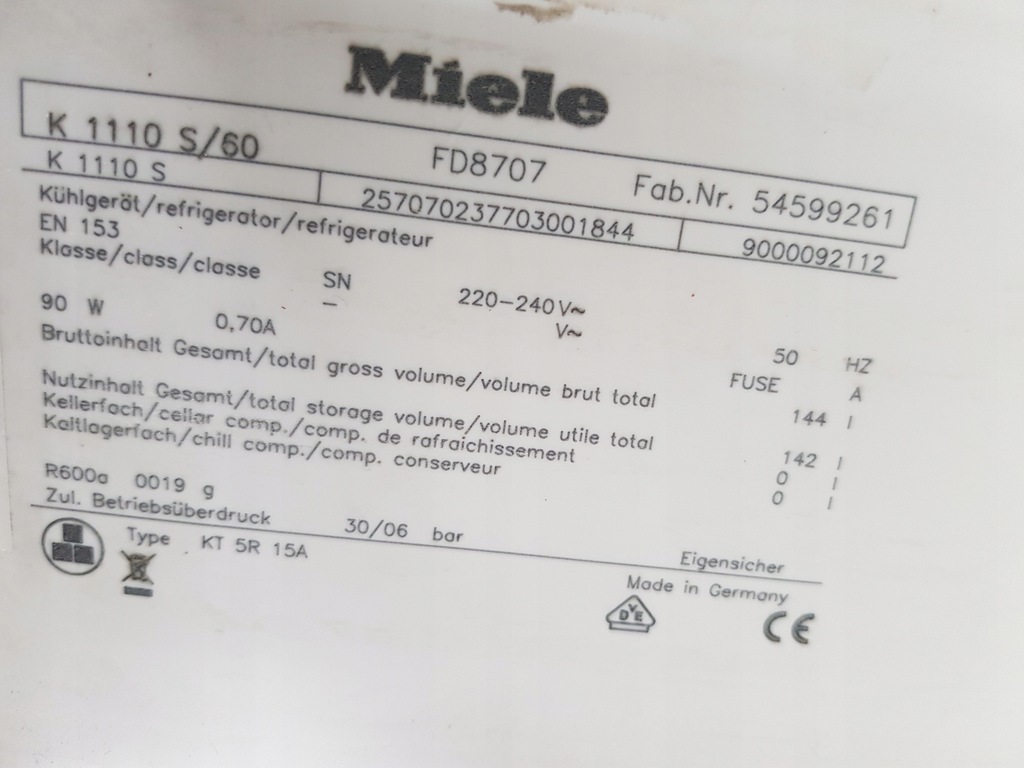 Miele
K 1110 S/60 FD8707 Fab.Nr. 54599261
K 1110 S 257070237703001844 9000092112
Kühlgeröt/refrigerator/refrigerateur
EN 153
Klasse/class/classe SN 220-240 V~
– V~
90 W 0,70A 50 HZ
FUSE A
Bruttoinhalt Gesamt/total gross volume/volume brut total 144 l
Nutzinhalt Gesamt/total storage volume/volume utile total 142 l
Kellerfach/cellar comp./comp. de rafraichissement 0 l
Kaltlagerfach/chill comp./comp. conserveur 0 l
R600a 0019 g
Zul. Betriebsüberdruck 30/06 bar Eigensicher
Type KT 5R 15A Made in Germany
DVE
CE